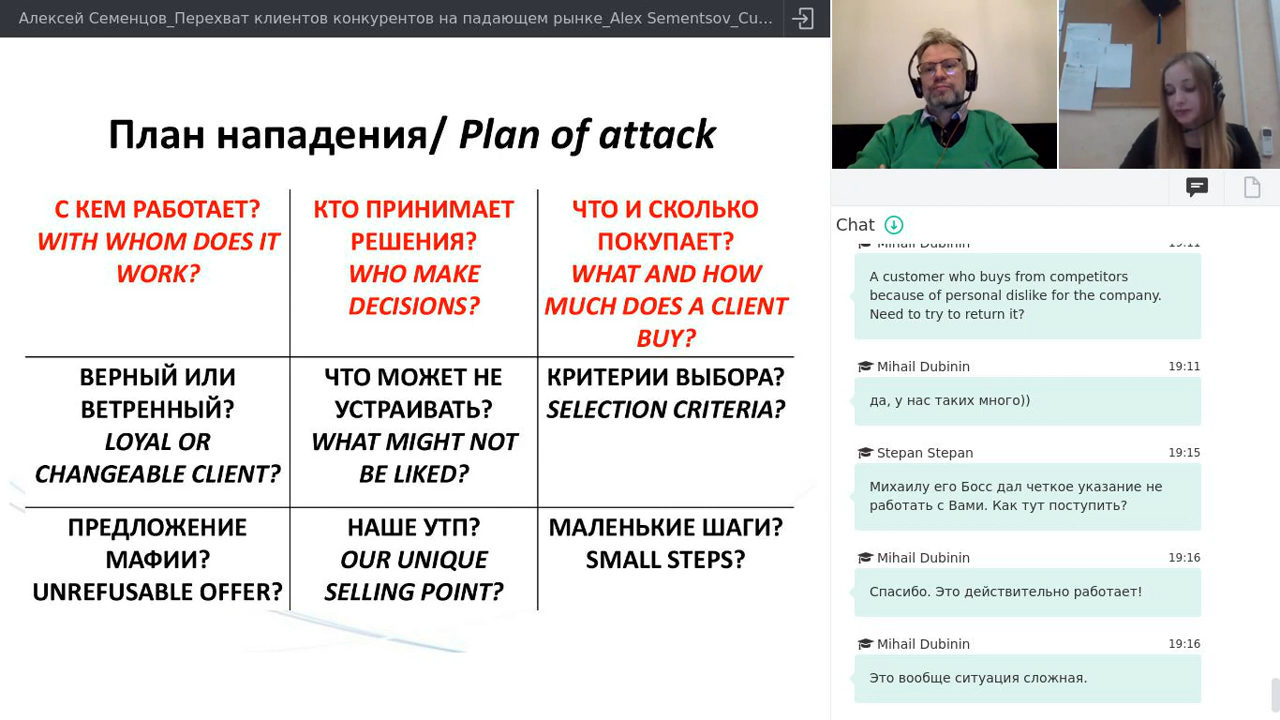 Алексей Семенцов_Перехват клиентов конкурентов на падающем рынке_Alex Sementsov_Cu...
План нападения/ Plan of attack
С КЕМ РАБОТАЕТ?
WITH WHOM DOES IT
WORK?
КТО ПРИНИМАЕТ
РЕШЕНИЯ?
WHO MAKE
DECISIONS?
ЧТО И СКОЛЬКО
ПОКУПАЕТ?
WHAT AND HOW
MUCH DOES A CLIENT
BUY?
ВЕРНЫЙ ИЛИ
ВЕТРЕННЫЙ?
LOYAL OR
CHANGEABLE CLIENT?
ЧТО МОЖЕТ НЕ
УСТРАИВАТЬ?
WHAT MIGHT NOT
BE LIKED?
КРИТЕРИИ ВЫБОРА?
SELECTION CRITERIA?
ПРЕДЛОЖЕНИЕ
МАФИИ?
UNREFUSABLE OFFER?
НАШЕ УТП?
OUR UNIQUE
SELLING POINT?
МАЛЕНЬКИЕ ШАГИ?
SMALL STEPS?
Chat
Mihail Dubinin 19:11
A customer who buys from competitors
because of personal dislike for the company.
Need to try to return it?
Mihail Dubinin 19:11
да, у нас таких много))
Stepan Stepan 19:15
Михаилу его Босс дал четкое указание не
работать с Вами. Как тут поступить?
Mihail Dubinin 19:16
Спасибо. Это действительно работает!
Mihail Dubinin 19:16
Это вообще ситуация сложная.